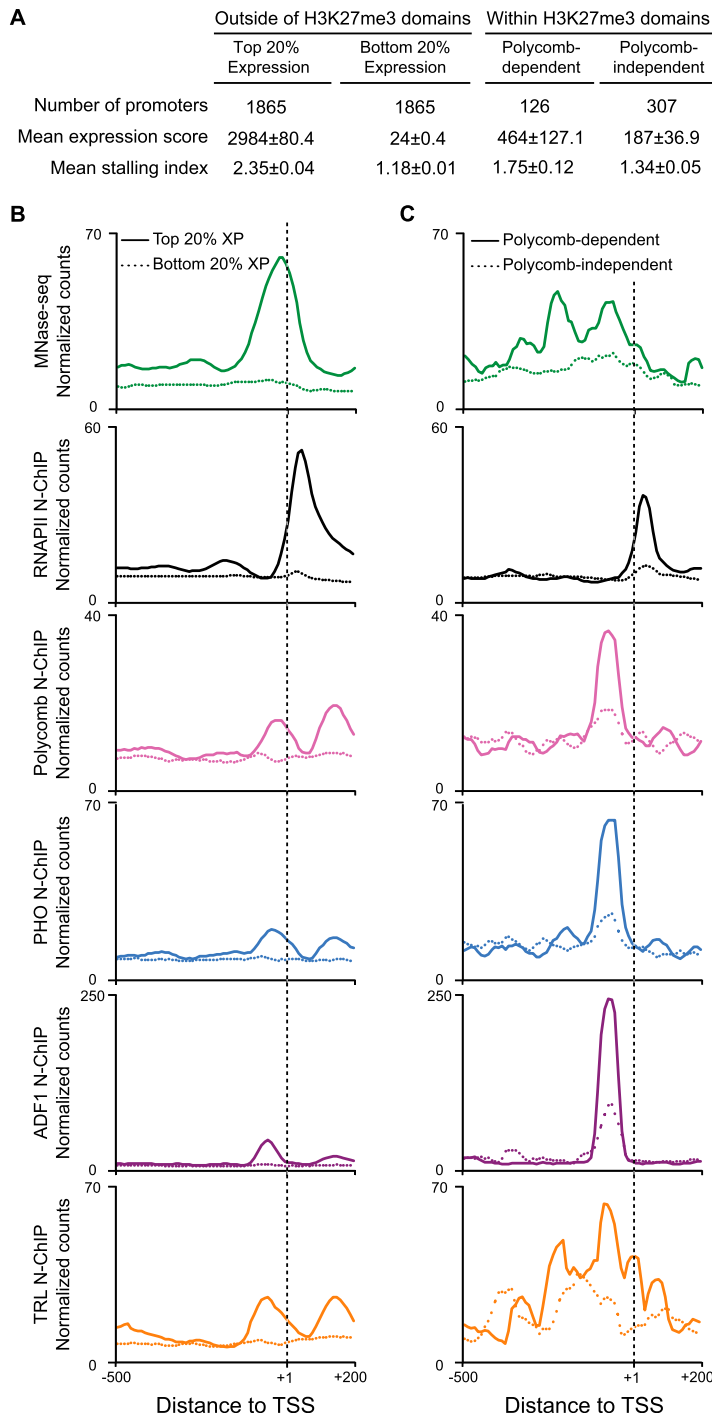 A
Outside of H3K27me3 domains
Within H3K27me3 domains
Top 20%
Expression
Bottom 20%
Expression
Polycomb-
dependent
Polycomb-
independent
Number of promoters 1865 1865 126 307
Mean expression score 2984±80.4 24±0.4 464±127.1 187±36.9
Mean stalling index 2.35±0.04 1.18±0.01 1.75±0.12 1.34±0.05
B
Top 20% XP
Bottom 20% XP
MNase-seq
Normalized counts
70
0
RNAPII N-ChIP
Normalized counts
60
0
Polycomb N-ChIP
Normalized counts
40
0
PHO N-ChIP
Normalized counts
70
0
ADF1 N-ChIP
Normalized counts
250
0
TRL N-ChIP
Normalized counts
70
0
-500 +1 +200
Distance to TSS
C
Polycomb-dependent
Polycomb-independent
70
0
60
0
40
0
70
0
250
0
70
0
-500 +1 +200
Distance to TSS